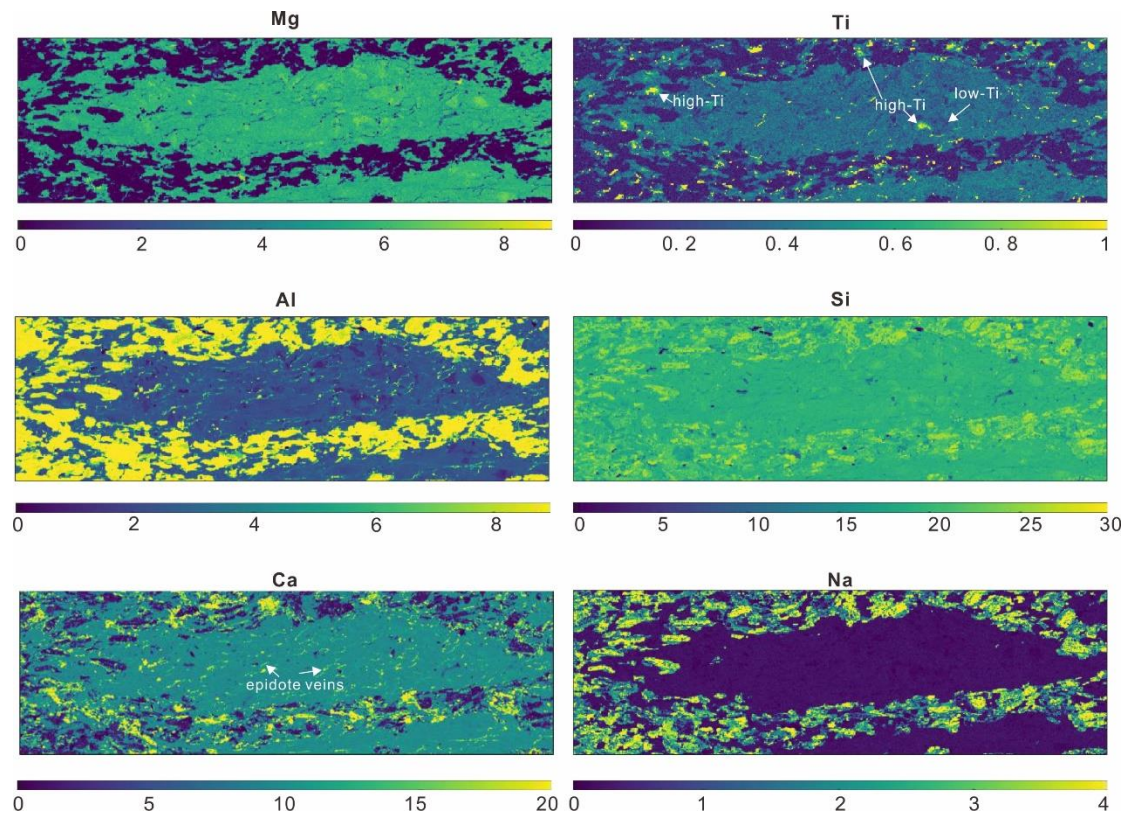 Mg
Ti
high-Ti
high-Ti
low-Ti
0 2 4 6 8
0 0.2 0.4 0.6 0.8 1
Al
Si
0 2 4 6 8
0 5 10 15 20 25 30
Ca
Na
epidote veins
0 5 10 15 20
0 1 2 3 4